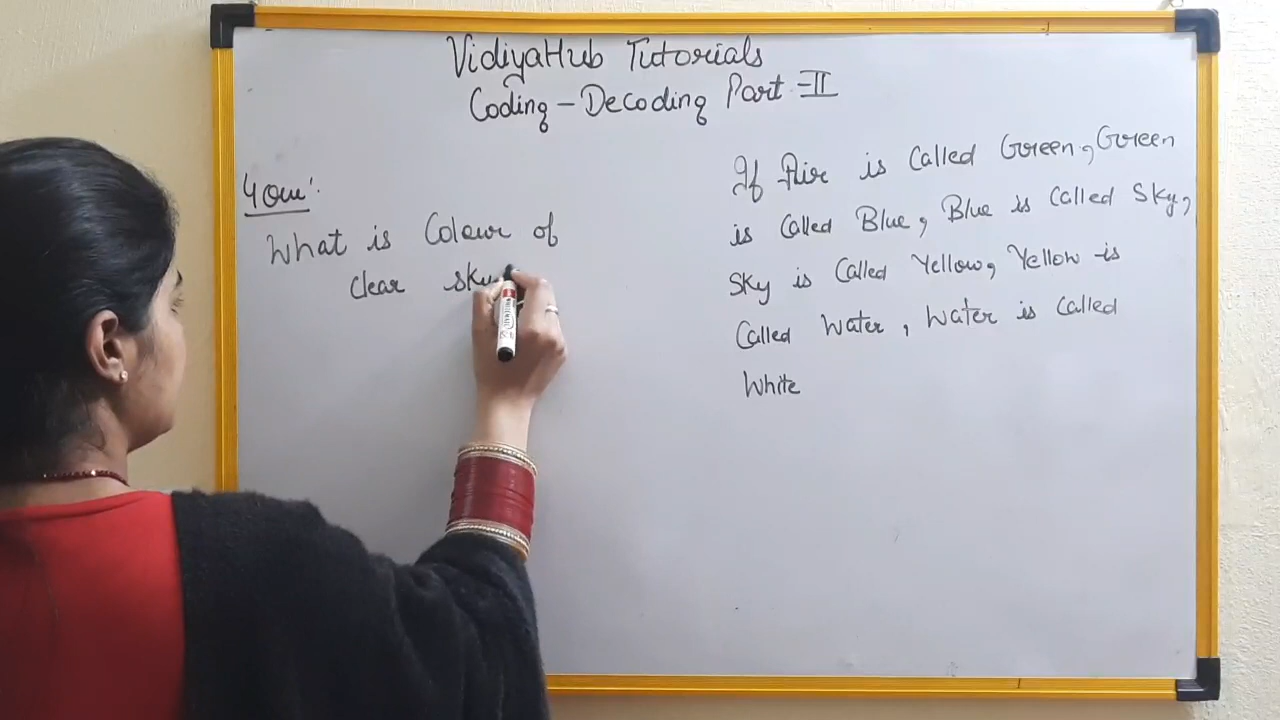 VidiyaHub Tutorials
Coding - Decoding Part - II
What is Colour of
clear sky
If Air is Called Green, Green
is Called Blue, Blue is Called Sky,
Sky is Called Yellow, Yellow is
Called Water, Water is Called
White